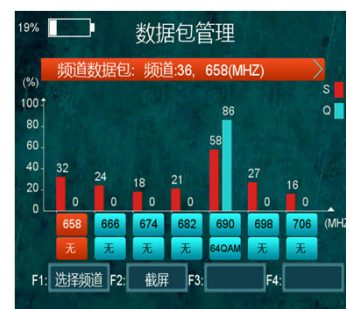 19% 数据包管理
频道数据包: 频道:36, 658(MHZ)
(%) S
100 Q
80
60
40
20
0
32 0 24 0 18 0 21 0 58 86 27 0 16 0
658 666 674 682 690 698 706 (MHZ
无 无 无 无 64QAM 无 无
F1: 选择频道 F2: 截屏 F3: F4: